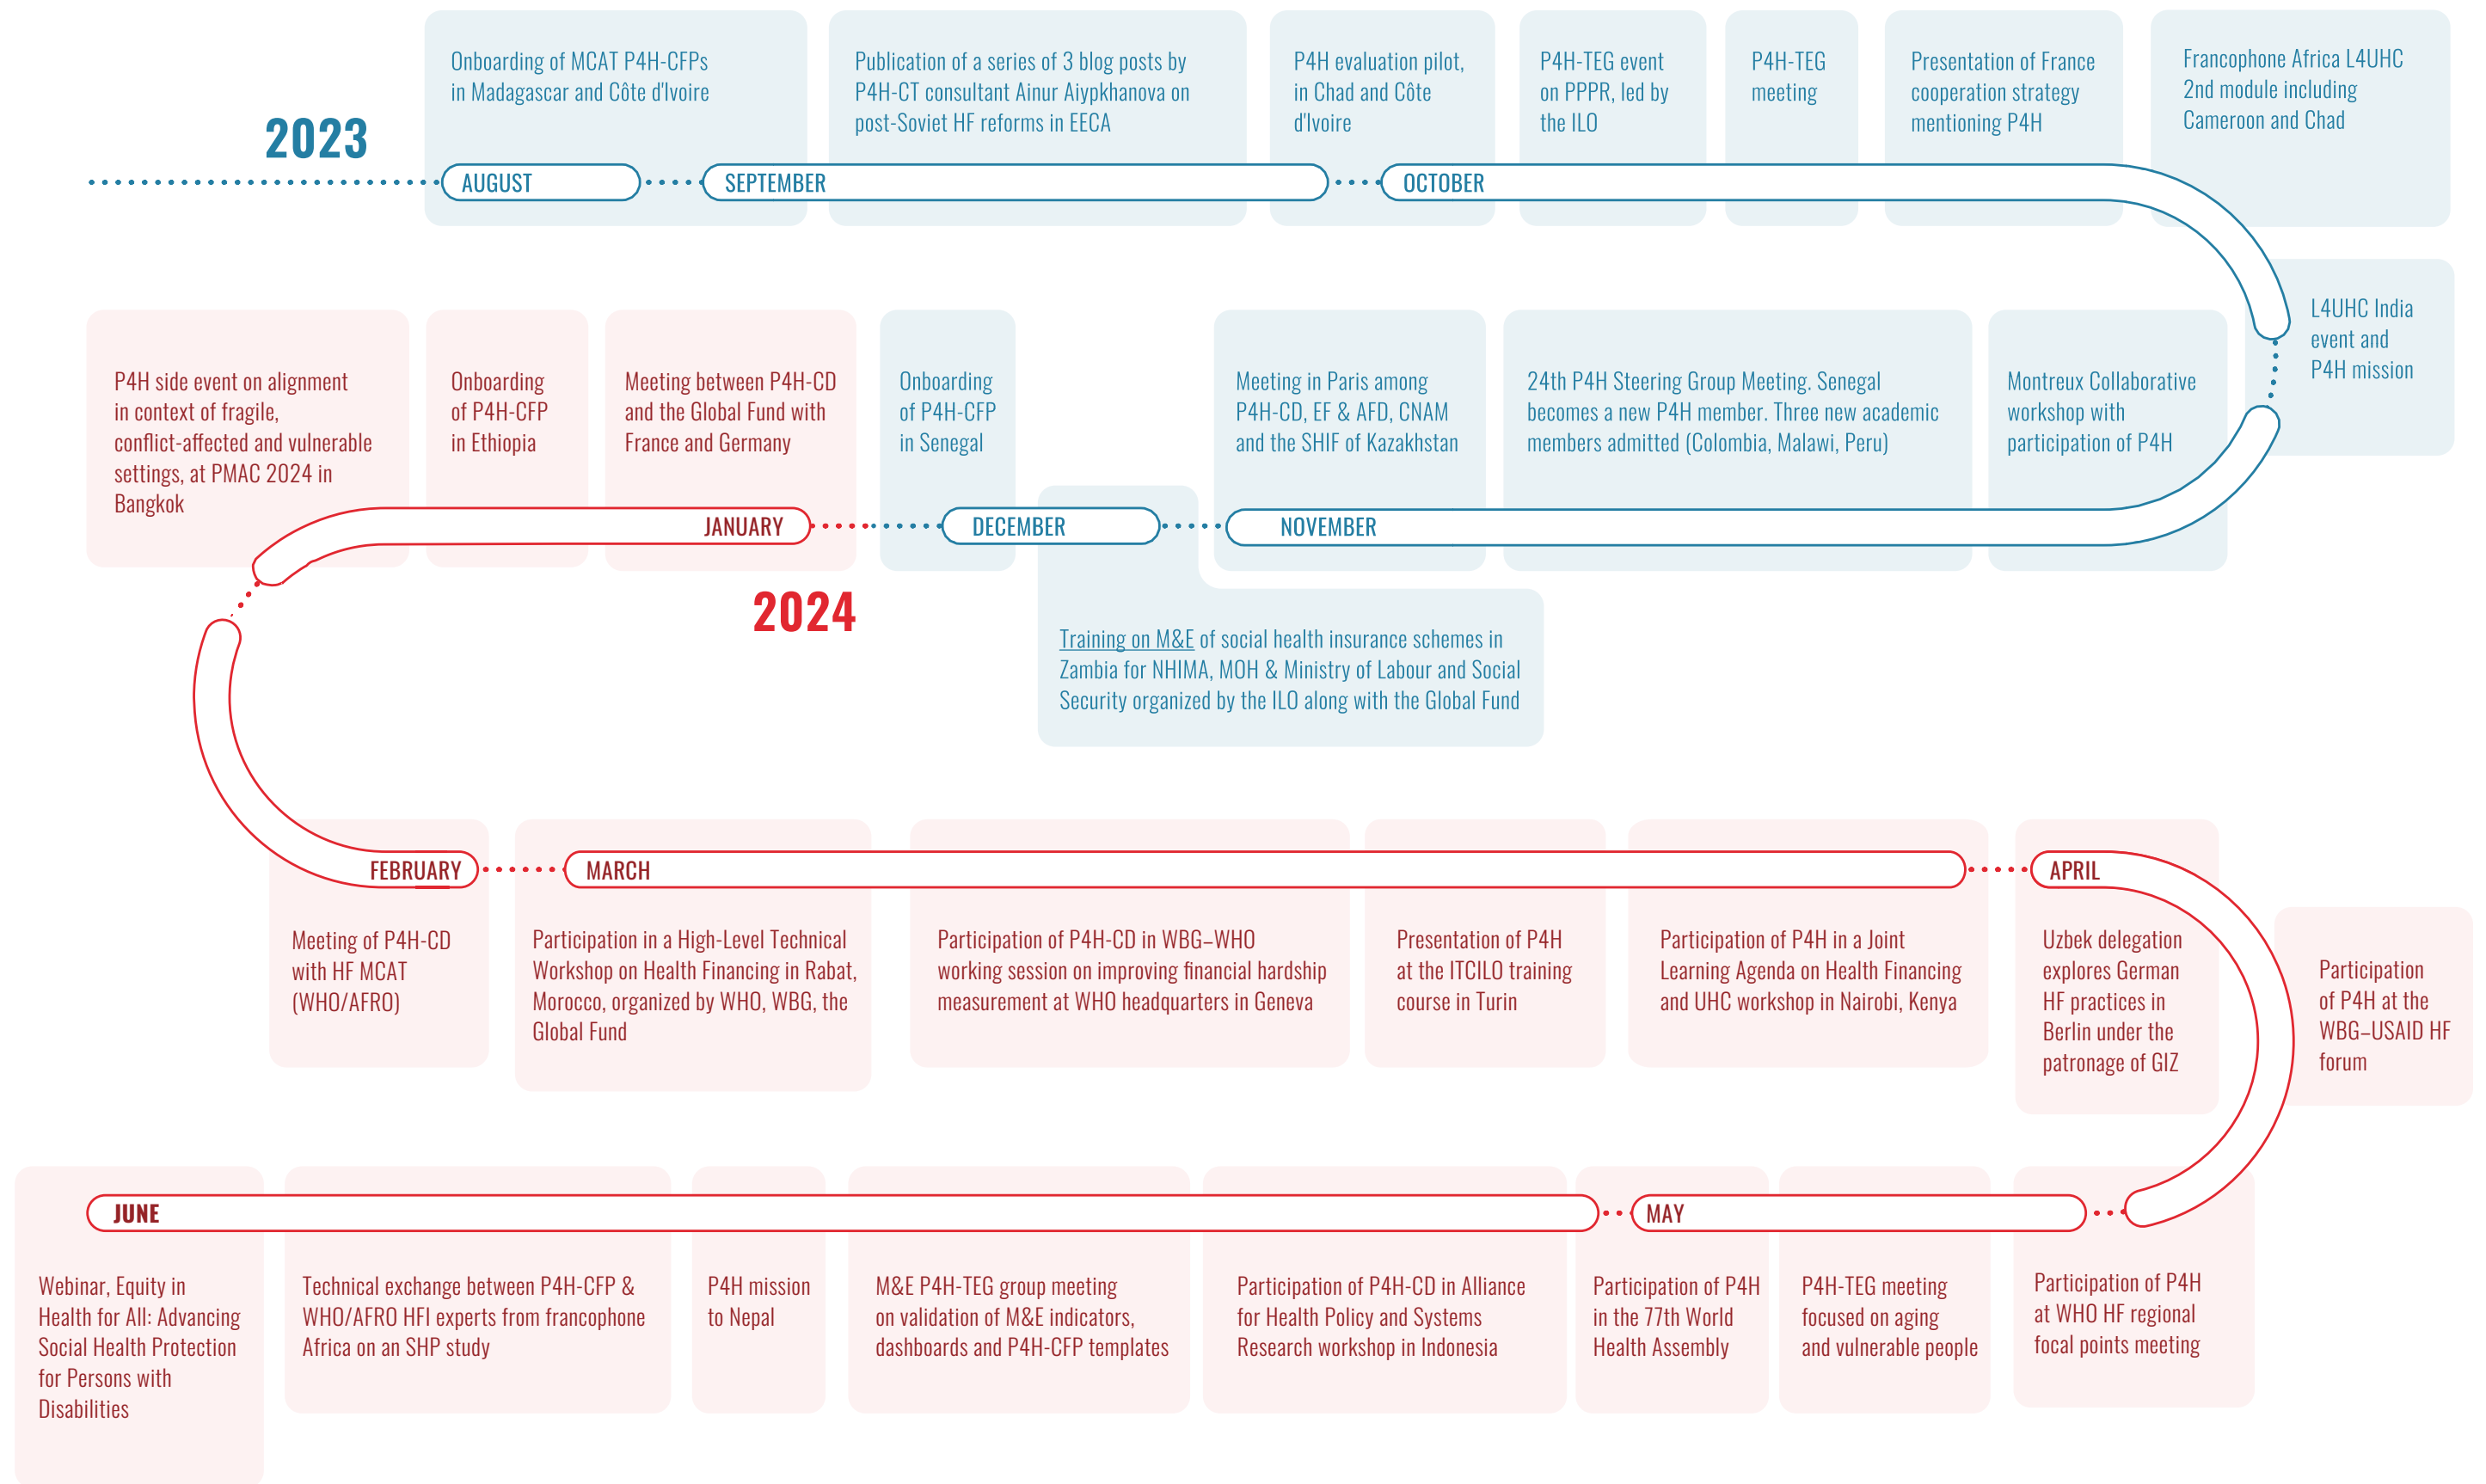 2023
Onboarding of MCAT P4H-CFPs
in Madagascar and Côte d'Ivoire
Publication of a series of 3 blog posts by
P4H-CT consultant Ainur Aiypkhanova on
post-Soviet HF reforms in EECA
P4H evaluation pilot,
in Chad and Côte
d'Ivoire
P4H-TEG event
on PPPR, led by
the ILO
P4H-TEG
meeting
Presentation of France
cooperation strategy
mentioning P4H
Francophone Africa L4UHC
2nd module including
Cameroon and Chad
AUGUST
SEPTEMBER
OCTOBER
L4UHC India
event and
P4H mission
P4H side event on alignment
in context of fragile,
conflict-affected and vulnerable
settings, at PMAC 2024 in
Bangkok
Onboarding
of P4H-CFP
in Ethiopia
Meeting between P4H-CD
and the Global Fund with
France and Germany
Onboarding
of P4H-CFP
in Senegal
Meeting in Paris among
P4H-CD, EF & AFD, CNAM
and the SHIF of Kazakhstan
24th P4H Steering Group Meeting. Senegal
becomes a new P4H member. Three new academic
members admitted (Colombia, Malawi, Peru)
Montreux Collaborative
workshop with
participation of P4H
JANUARY
DECEMBER
NOVEMBER
2024
Training on M&E of social health insurance schemes in
Zambia for NHIMA, MOH & Ministry of Labour and Social
Security organized by the ILO along with the Global Fund
FEBRUARY
MARCH
APRIL
Meeting of P4H-CD
with HF MCAT
(WHO/AFRO)
Participation in a High-Level Technical
Workshop on Health Financing in Rabat,
Morocco, organized by WHO, WBG, the
Global Fund
Participation of P4H-CD in WBG–WHO
working session on improving financial hardship
measurement at WHO headquarters in Geneva
Presentation of P4H
at the ITCILO training
course in Turin
Participation of P4H in a Joint
Learning Agenda on Health Financing
and UHC workshop in Nairobi, Kenya
Uzbek delegation
explores German
HF practices in
Berlin under the
patronage of GIZ
Participation
of P4H at the
WBG–USAID HF
forum
JUNE
MAY
Webinar, Equity in
Health for All: Advancing
Social Health Protection
for Persons with
Disabilities
Technical exchange between P4H-CFP &
WHO/AFRO HFI experts from francophone
Africa on an SHP study
P4H mission
to Nepal
M&E P4H-TEG group meeting
on validation of M&E indicators,
dashboards and P4H-CFP templates
Participation of P4H-CD in Alliance
for Health Policy and Systems
Research workshop in Indonesia
Participation of P4H
in the 77th World
Health Assembly
P4H-TEG meeting
focused on aging
and vulnerable people
Participation of P4H
at WHO HF regional
focal points meeting